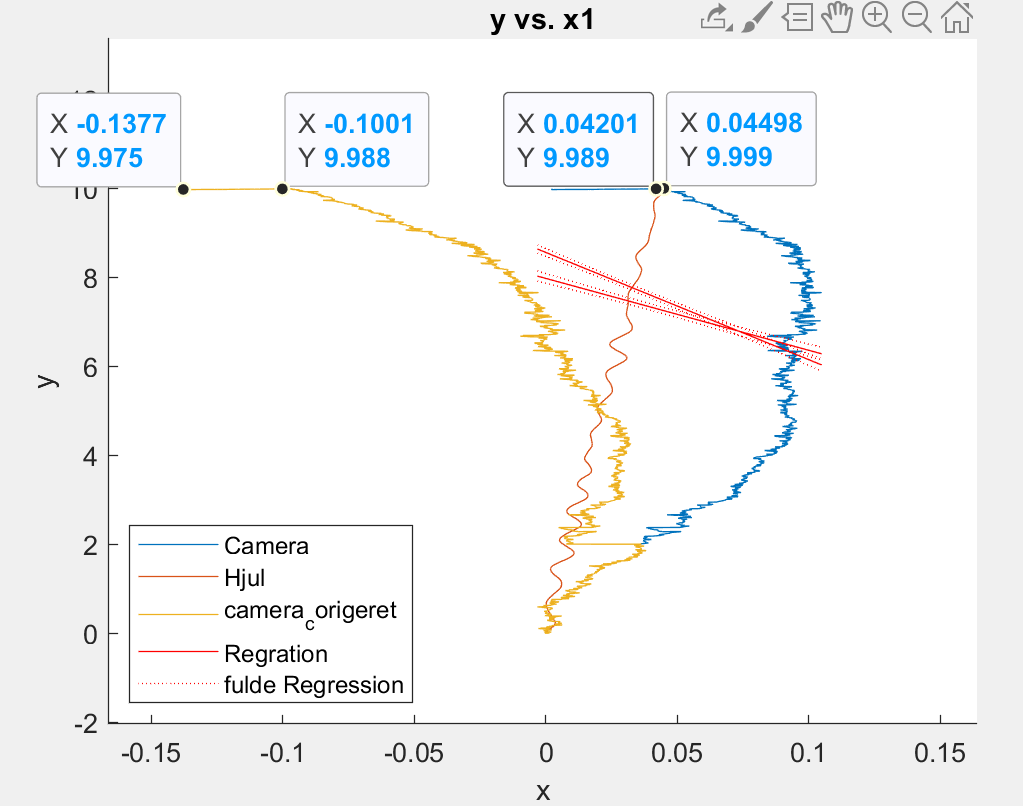 y vs. x1
X -0.1377
Y 9.975
X -0.1001
Y 9.988
X 0.04201
Y 9.989
X 0.04498
Y 9.999
10
8
6
4
2
0
-2
y
Camera
Hjul
camera_corigeret
Regration
fulde Regression
-0.15
-0.1
-0.05
0
0.05
0.1
0.15
x